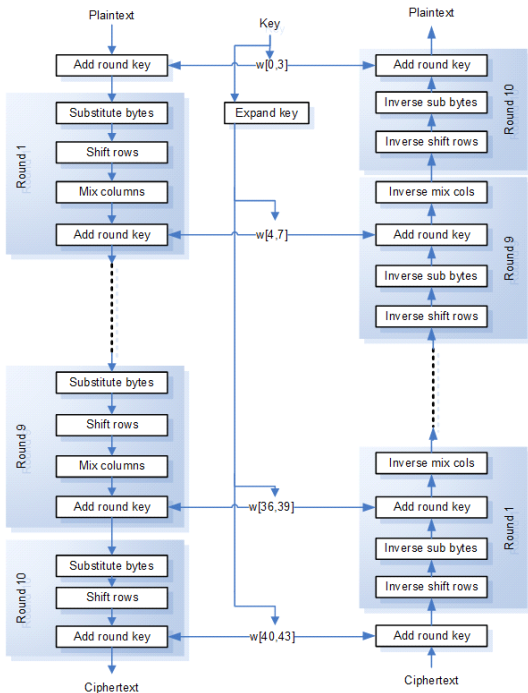 Plaintext
Key
Plaintext
Add round key
w[0,3]
Add round key
Round 1
Substitute bytes
Shift rows
Mix columns
Add round key
Expand key
w[4,7]
Inverse sub bytes
Inverse shift rows
Round 10
Inverse mix cols
Add round key
Inverse sub bytes
Inverse shift rows
Round 9
Round 9
Substitute bytes
Shift rows
Mix columns
Add round key
w[36,39]
Inverse mix cols
Add round key
Inverse sub bytes
Inverse shift rows
Round 1
Round 10
Substitute bytes
Shift rows
Add round key
w[40,43]
Add round key
Ciphertext
Ciphertext